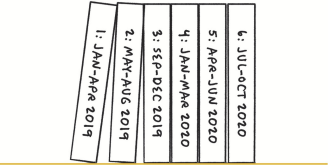 1: JAN-APR 2019
2: MAY-AUG 2019
3: SEP-DEC 2019
4: JAN-MAR 2020
5: APR-JUN 2020
6: JUL-OCT 2020